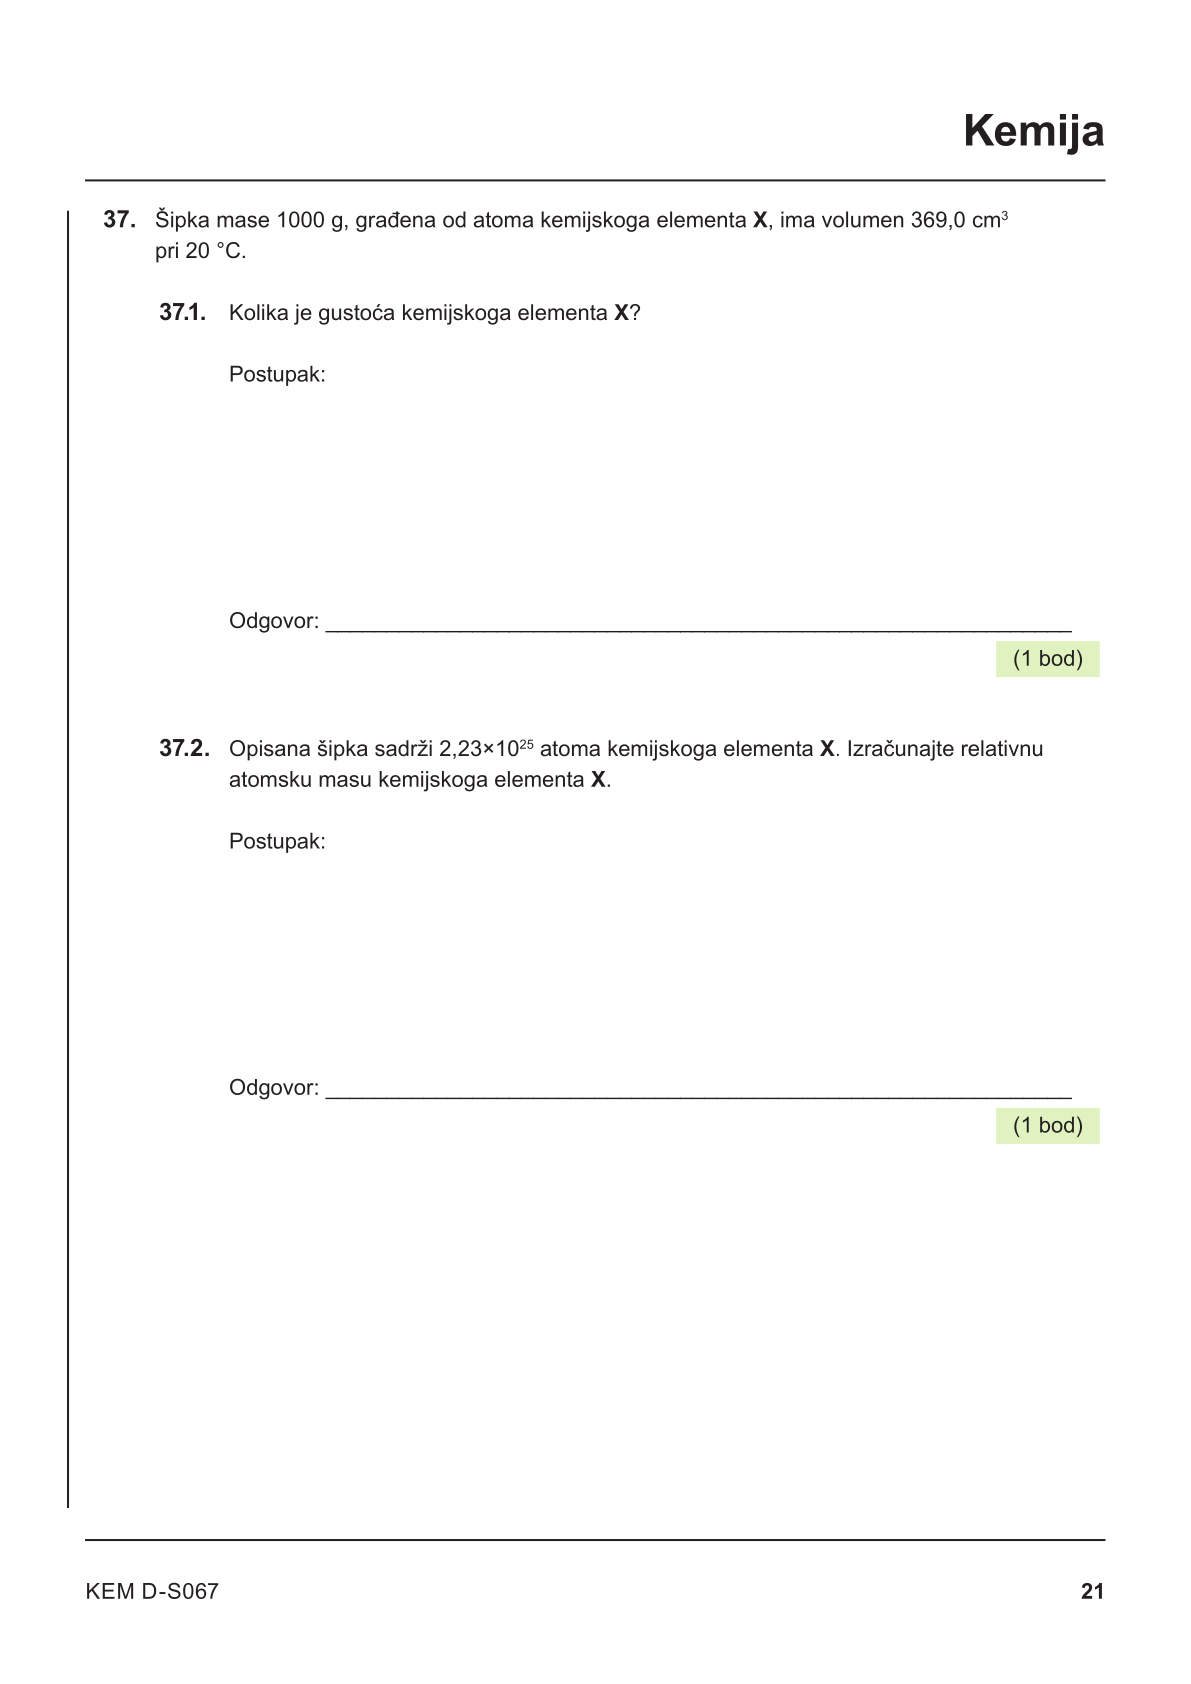 Kemija
37. Šipka mase 1000 g, građena od atoma kemijskoga elementa X, ima volumen 369,0 cm³
pri 20 °C.
37.1. Kolika je gustoća kemijskoga elementa X?
Postupak:
Odgovor: ______________________________________________________________
(1 bod)
37.2. Opisana šipka sadrži 2,23×10²⁵ atoma kemijskoga elementa X. Izračunajte relativnu
atomsku masu kemijskoga elementa X.
Postupak:
Odgovor: ______________________________________________________________
(1 bod)
KEM D-S067
21